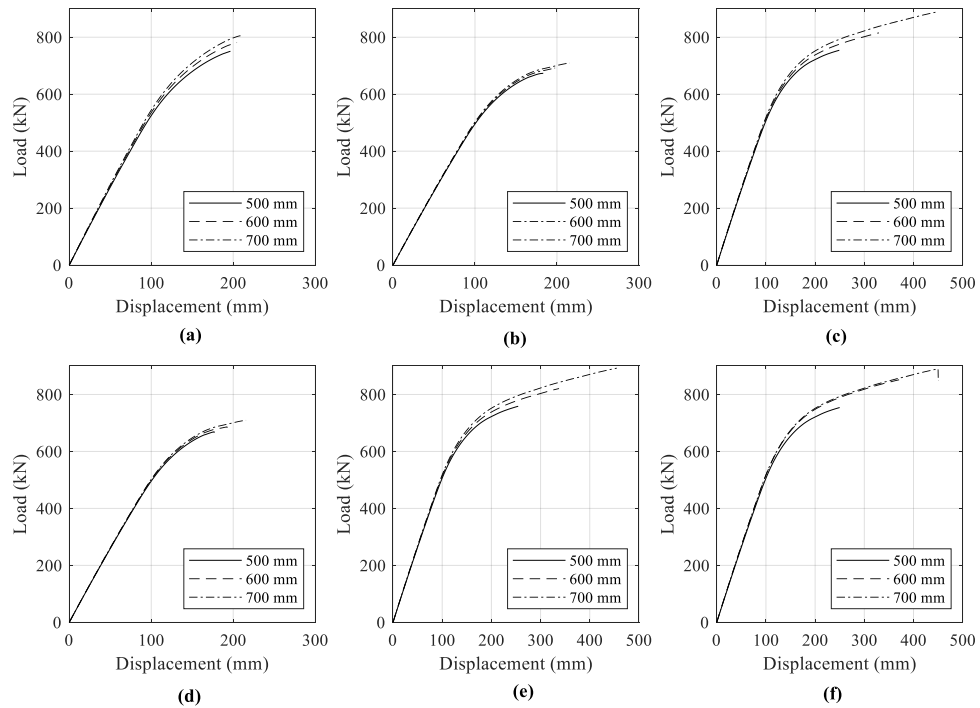 800
600
400
200
0
Load (kN)
500 mm
600 mm
700 mm
0 100 200 300
Displacement (mm)
(a)
800
600
400
200
0
Load (kN)
500 mm
600 mm
700 mm
0 100 200 300
Displacement (mm)
(b)
800
600
400
200
0
Load (kN)
500 mm
600 mm
700 mm
0 100 200 300 400 500
Displacement (mm)
(c)
800
600
400
200
0
Load (kN)
500 mm
600 mm
700 mm
0 100 200 300
Displacement (mm)
(d)
800
600
400
200
0
Load (kN)
500 mm
600 mm
700 mm
0 100 200 300 400 500
Displacement (mm)
(e)
800
600
400
200
0
Load (kN)
500 mm
600 mm
700 mm
0 100 200 300 400 500
Displacement (mm)
(f)